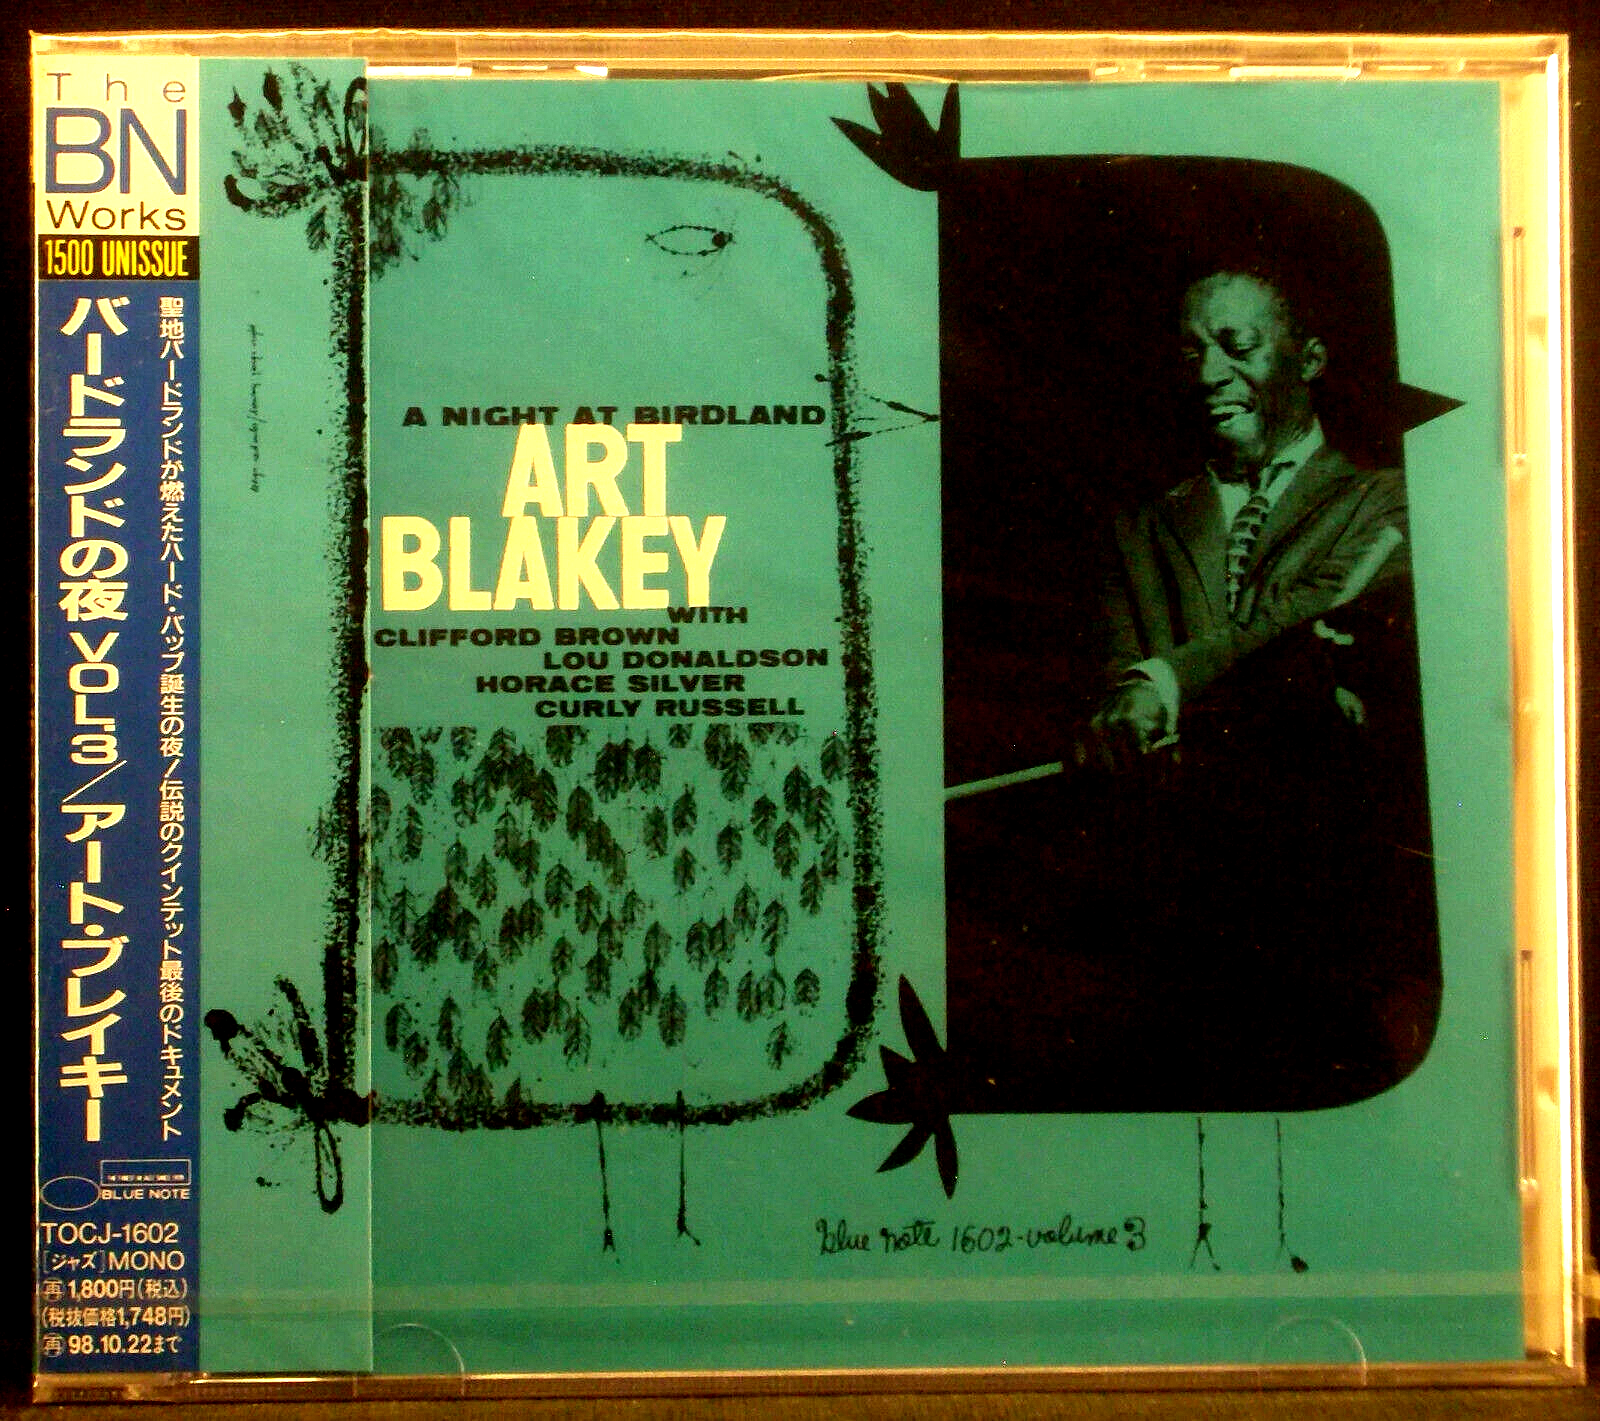 The
BN
Works
1500 UNISSUE
聖地バードランドが燃えたハード・バップ誕生の夜!伝説のクインテット最後のドキュメント
バードランドの夜 VOL.3/アート・ブレイキー
BLUE NOTE
TOCJ-1602
[ジャズ] MONO
再 1,800円(税込)
(税抜価格1,748円)
再 98.10.22まで
A NIGHT AT BIRDLAND
ART
BLAKEY
WITH
CLIFFORD BROWN
LOU DONALDSON
HORACE SILVER
CURLY RUSSELL
blue note 1602-volume 3